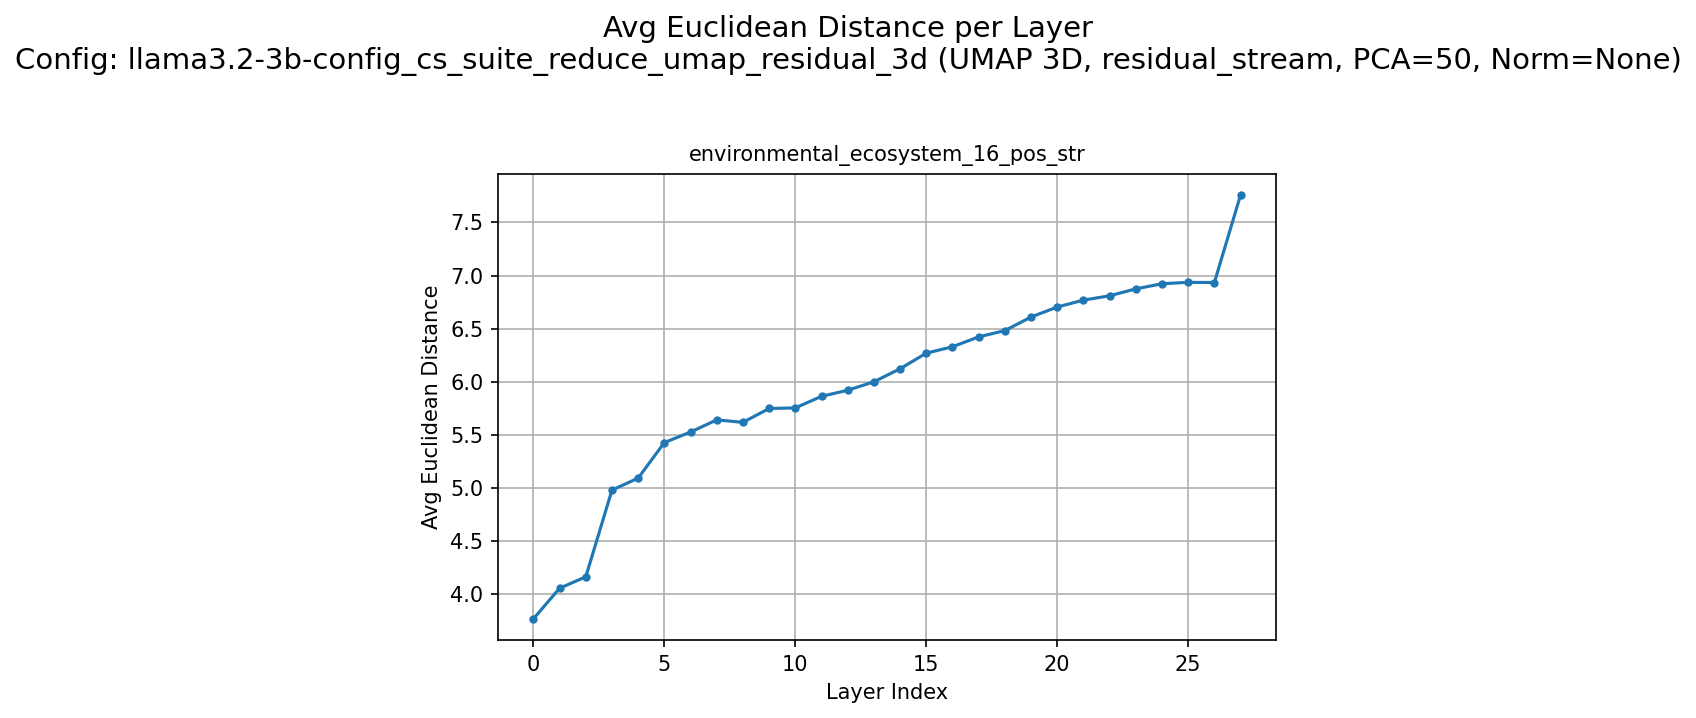 Avg Euclidean Distance per Layer
Config: llama3.2-3b-config_cs_suite_reduce_umap_residual_3d (UMAP 3D, residual_stream, PCA=50, Norm=None)
environmental_ecosystem_16_pos_str
Avg Euclidean Distance
7.5
7.0
6.5
6.0
5.5
5.0
4.5
4.0
0 5 10 15 20 25
Layer Index